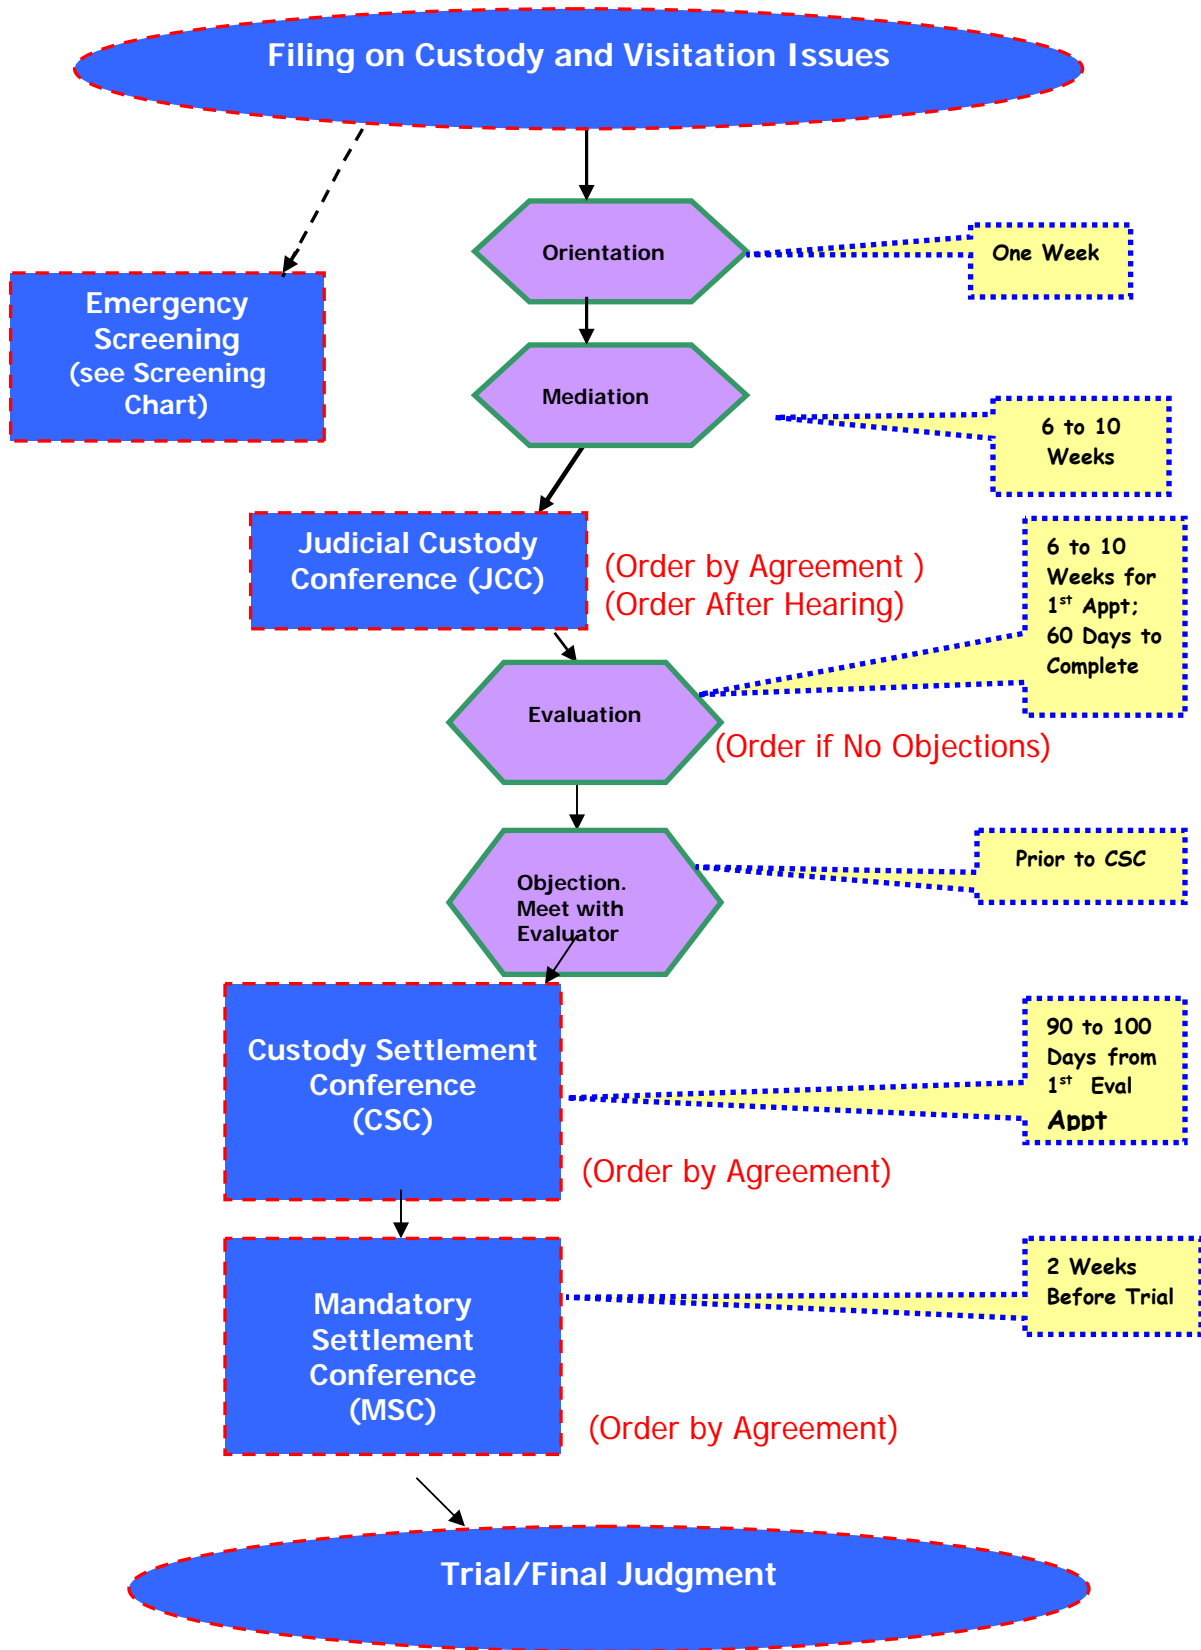 Filing on Custody and Visitation Issues
Orientation
One Week
Emergency
Screening
(see Screening
Chart)
Mediation
6 to 10
Weeks
Judicial Custody
Conference (JCC)
(Order by Agreement )
(Order After Hearing)
6 to 10
Weeks for
1st Appt;
60 Days to
Complete
Evaluation
(Order if No Objections)
Objection.
Meet with
Evaluator
Prior to CSC
Custody Settlement
Conference
(CSC)
90 to 100
Days from
1st Eval
Appt
(Order by Agreement)
Mandatory
Settlement
Conference
(MSC)
2 Weeks
Before Trial
(Order by Agreement)
Trial/Final Judgment